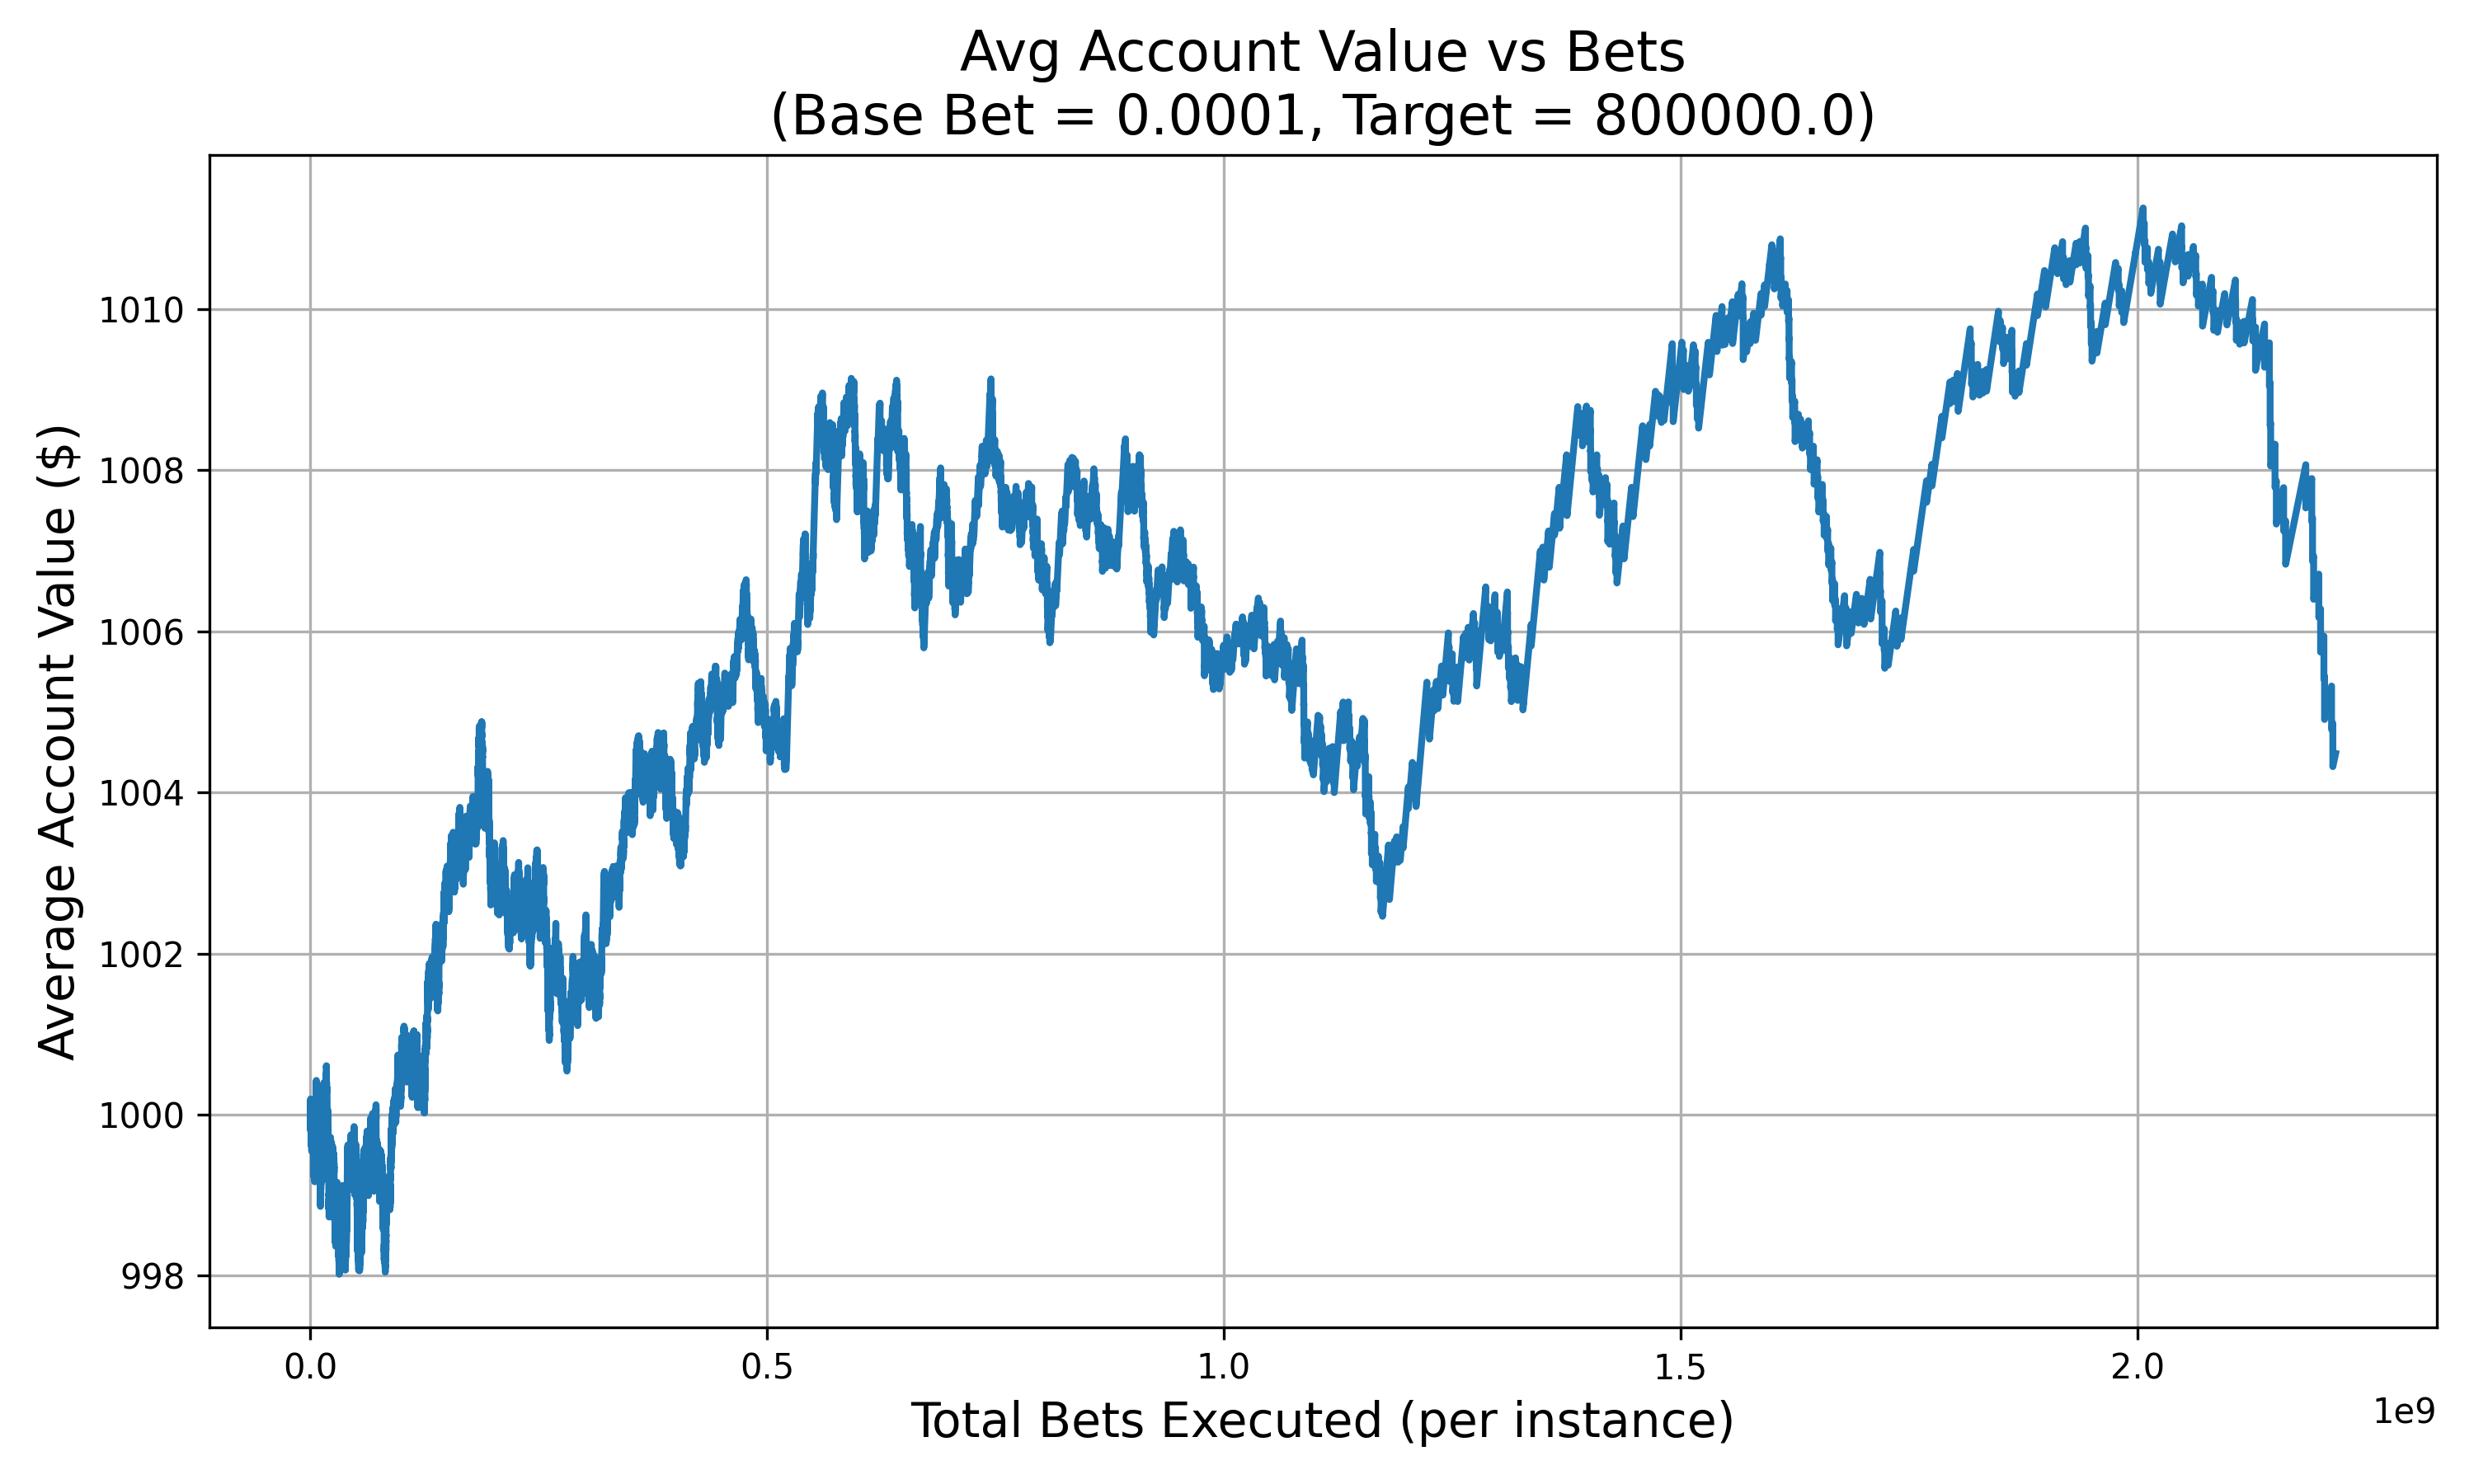 Avg Account Value vs Bets
(Base Bet = 0.0001, Target = 800000.0)
Average Account Value ($)
1010
1008
1006
1004
1002
1000
998
0.0
0.5
1.0
1.5
2.0
1e9
Total Bets Executed (per instance)